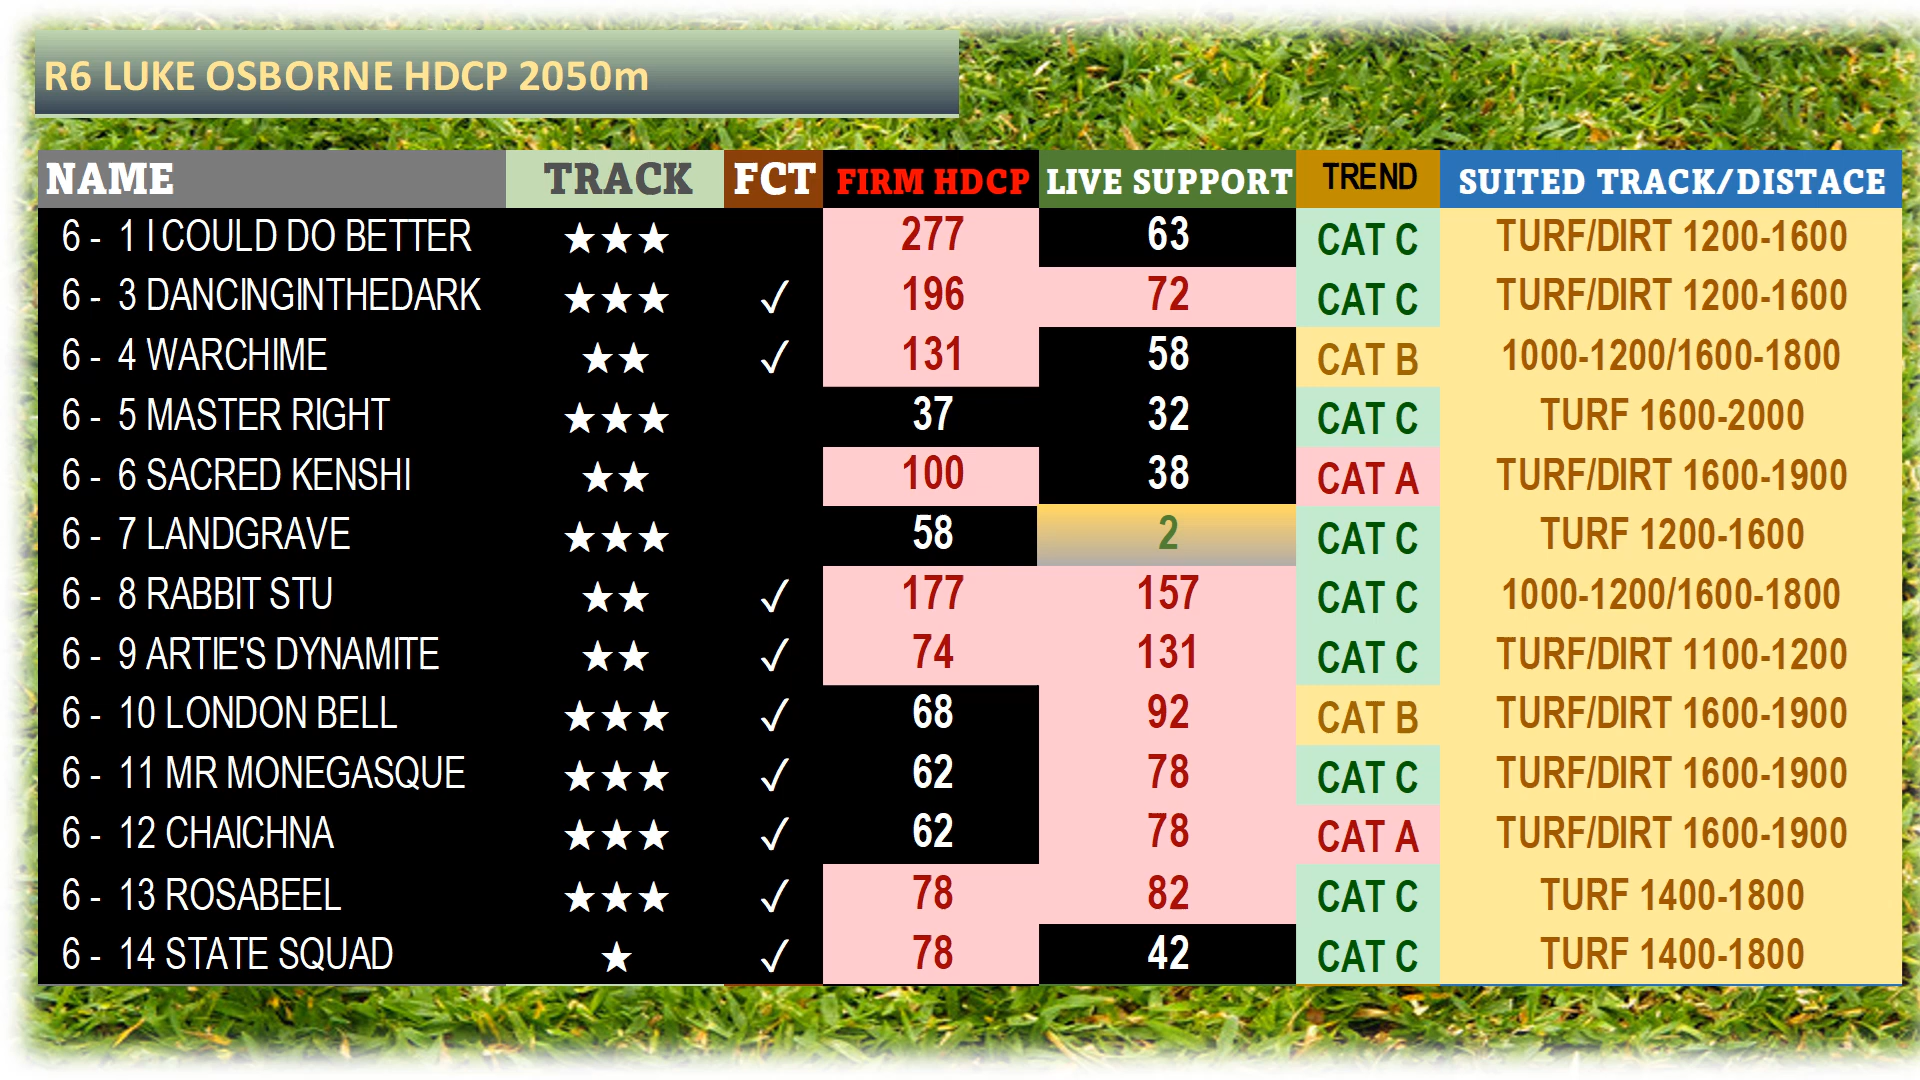 R6 LUKE OSBORNE HDCP 2050m
NAME TRACK FCT FIRM HDCP LIVE SUPPORT TREND SUITED TRACK/DISTACE
6 - 1 I COULD DO BETTER ★★★ 277 63 CAT C TURF/DIRT 1200-1600
6 - 3 DANCINGINTHEDARK ★★★ ✓ 196 72 CAT C TURF/DIRT 1200-1600
6 - 4 WARCHIME ★★ ✓ 131 58 CAT B 1000-1200/1600-1800
6 - 5 MASTER RIGHT ★★★ 37 32 CAT C TURF 1600-2000
6 - 6 SACRED KENSHI ★★ 100 38 CAT A TURF/DIRT 1600-1900
6 - 7 LANDGRAVE ★★★ 58 2 CAT C TURF 1200-1600
6 - 8 RABBIT STU ★★ ✓ 177 157 CAT C 1000-1200/1600-1800
6 - 9 ARTIE'S DYNAMITE ★★ ✓ 74 131 CAT C TURF/DIRT 1100-1200
6 - 10 LONDON BELL ★★★ ✓ 68 92 CAT B TURF/DIRT 1600-1900
6 - 11 MR MONEGASQUE ★★★ ✓ 62 78 CAT C TURF/DIRT 1600-1900
6 - 12 CHAICHNA ★★★ ✓ 62 78 CAT A TURF/DIRT 1600-1900
6 - 13 ROSABEEL ★★★ ✓ 78 82 CAT C TURF 1400-1800
6 - 14 STATE SQUAD ★ ✓ 78 42 CAT C TURF 1400-1800